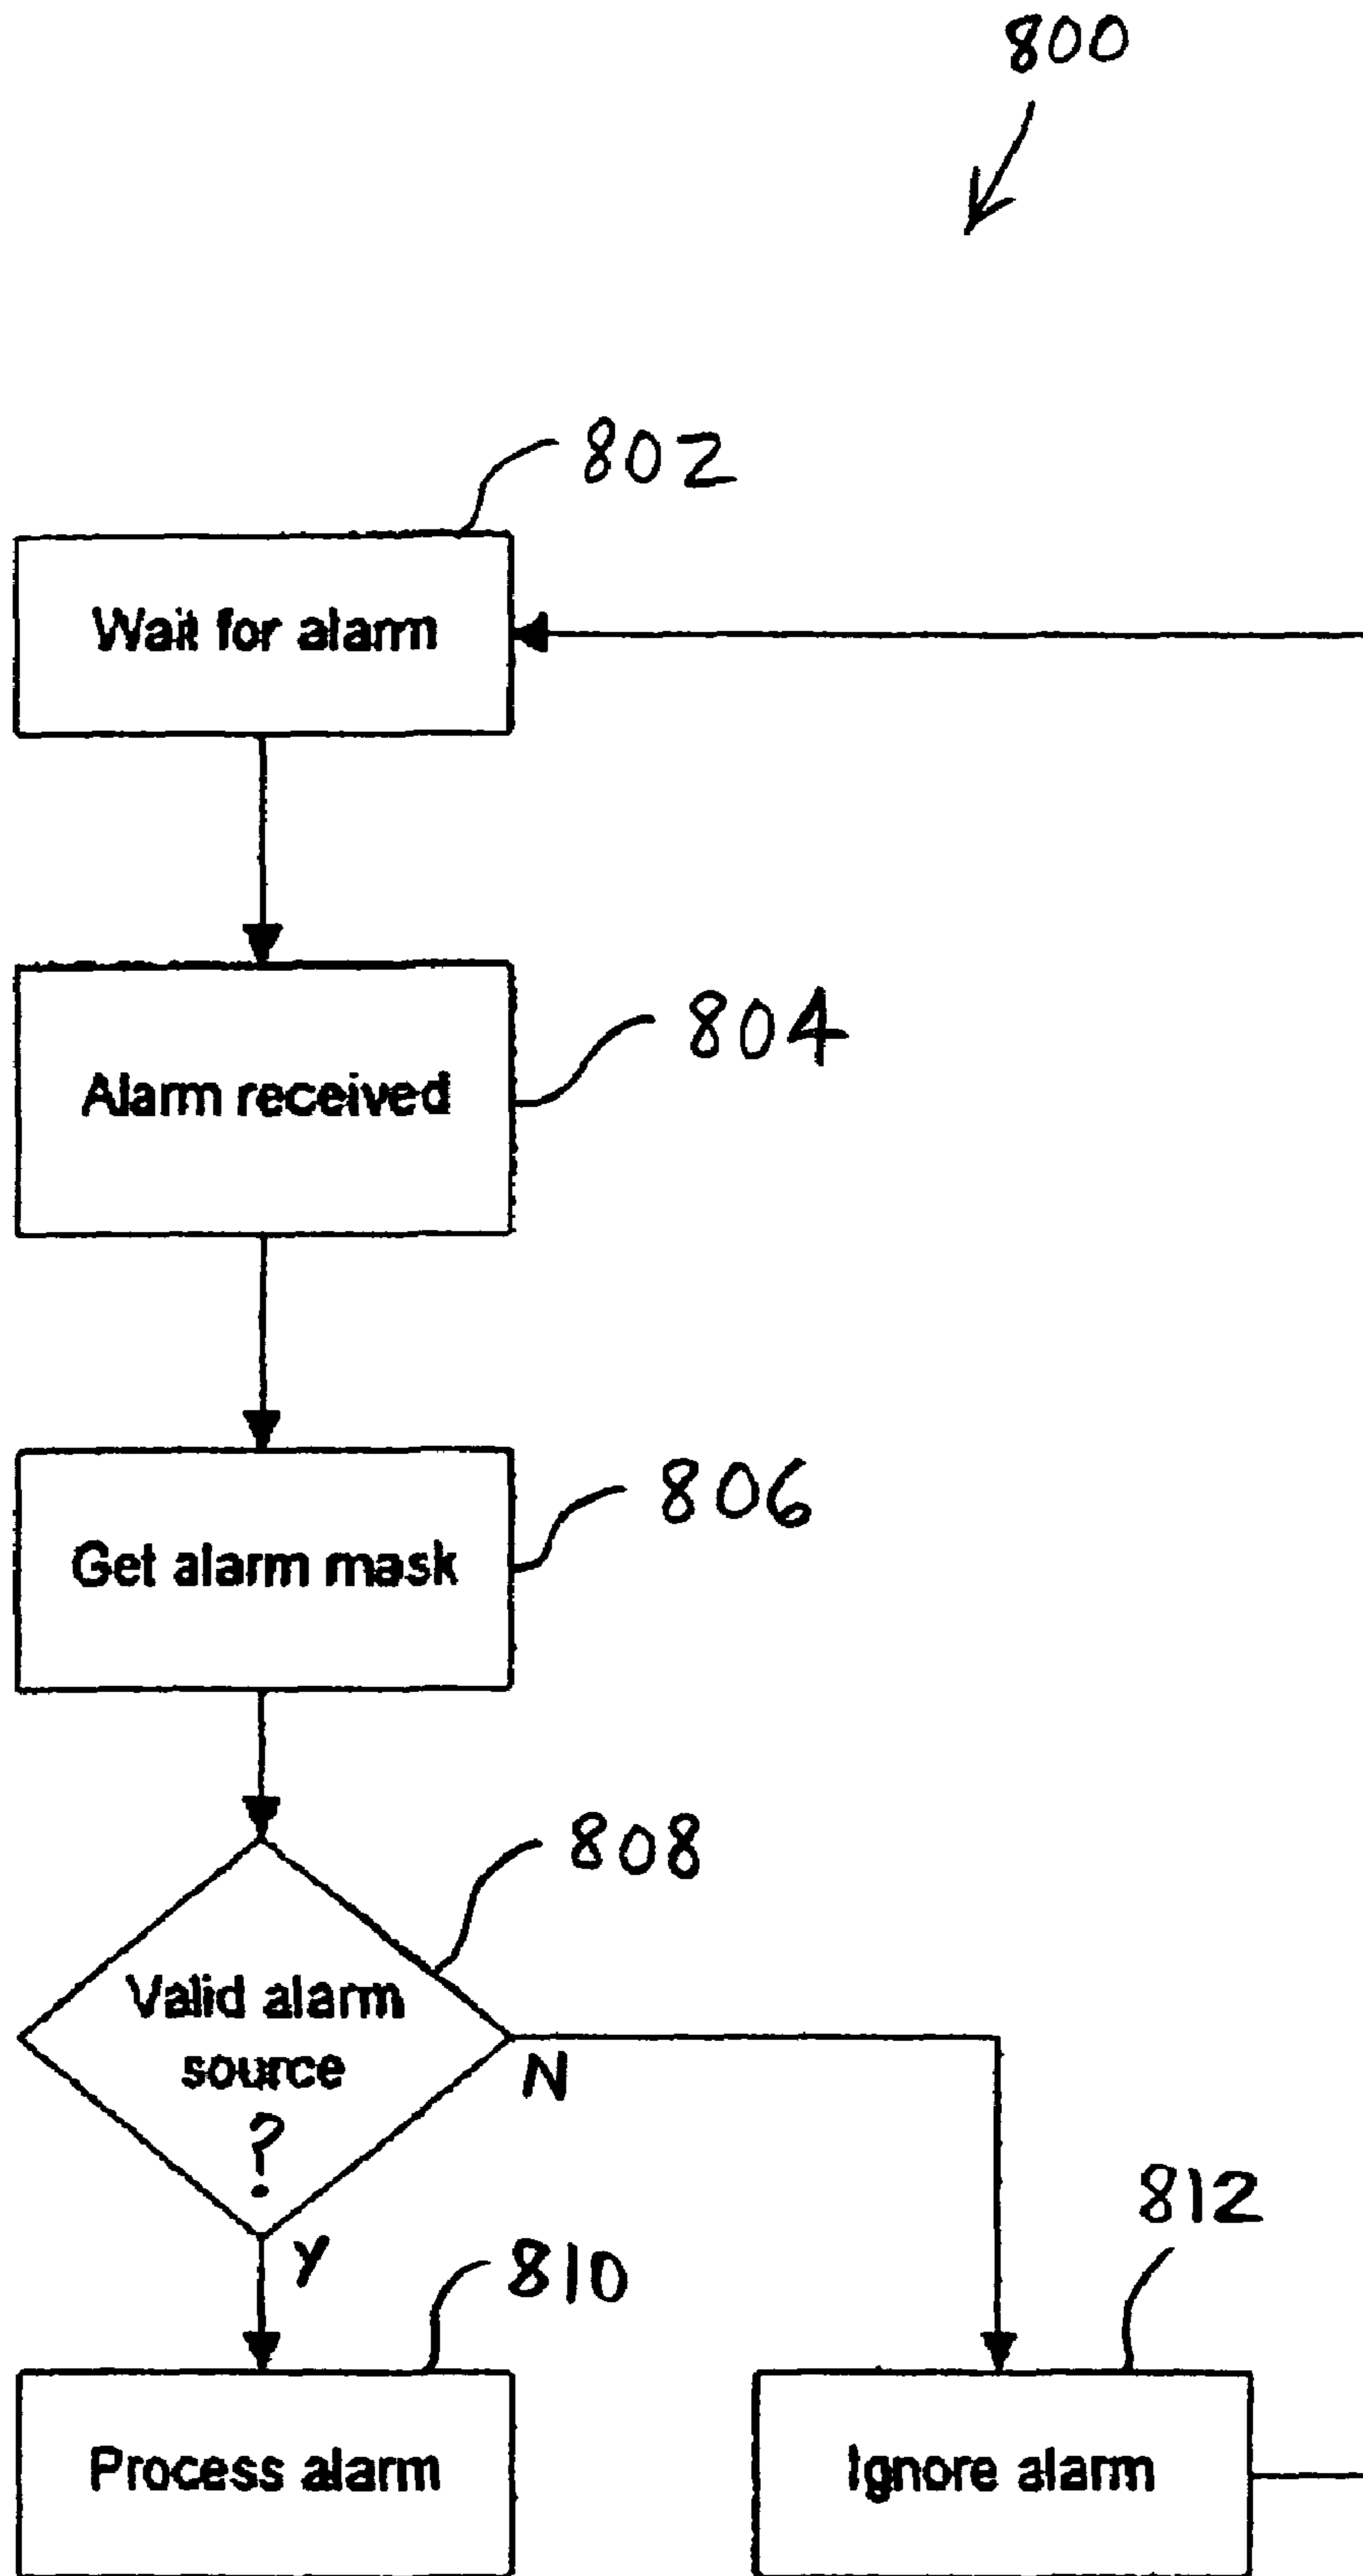 800
802
Wait for alarm
804
Alarm received
806
Get alarm mask
808
Valid alarm
source
?
N
Y
810
812
Process alarm
Ignore alarm